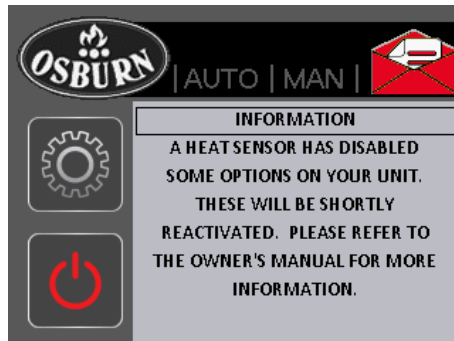 OSBURN
| AUTO | MAN |
INFORMATION
A HEAT SENSOR HAS DISABLED
SOME OPTIONS ON YOUR UNIT.
THESE WILL BE SHORTLY
REACTIVATED. PLEASE REFER TO
THE OWNER'S MANUAL FOR MORE
INFORMATION.